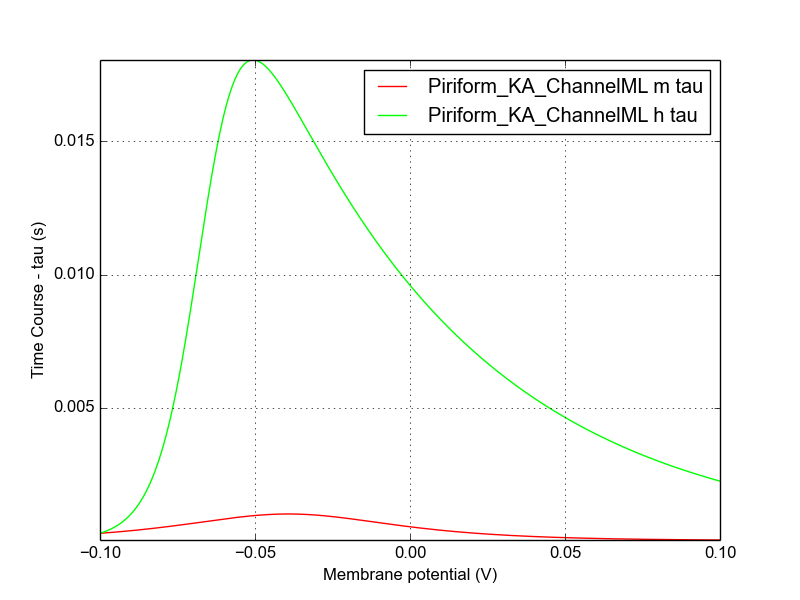 Piriform_KA_ChannelML m tau
Piriform_KA_ChannelML h tau
0.015
0.010
0.005
Time Course - tau (s)
−0.10 −0.05 0.00 0.05 0.10
Membrane potential (V)